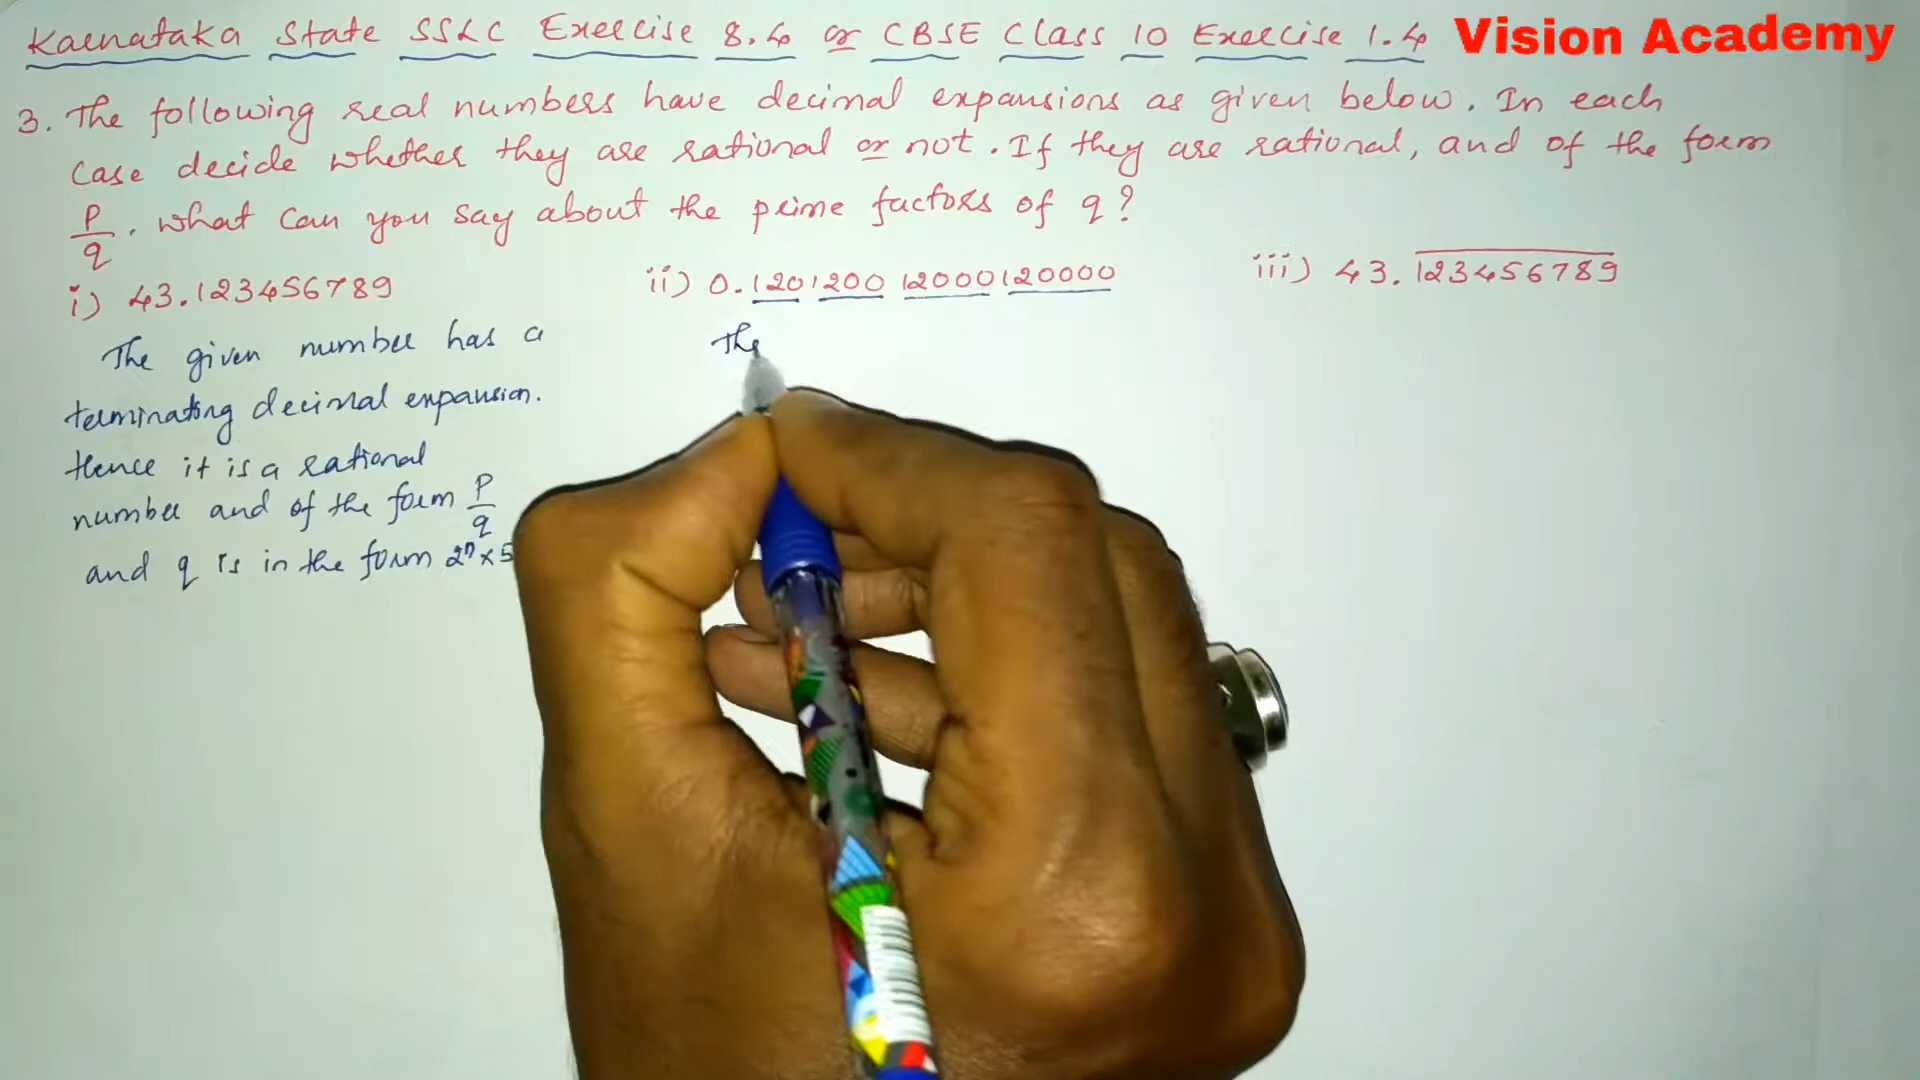 Karnataka State SSLC Exercise 8.4 or CBSE Class 10 Exercise 1.4
Vision Academy
3. The following real numbers have decimal expansions as given below. In each
case decide whether they are rational or not. If they are rational, and of the form
p/q. what can you say about the prime factors of q?
i) 43.123456789
ii) 0.120120012000120000
iii) 43.123456789
The given number has a
terminating decimal expansion.
Hence it is a rational
number and of the form p/q
and q is in the form 2ⁿ×5
The